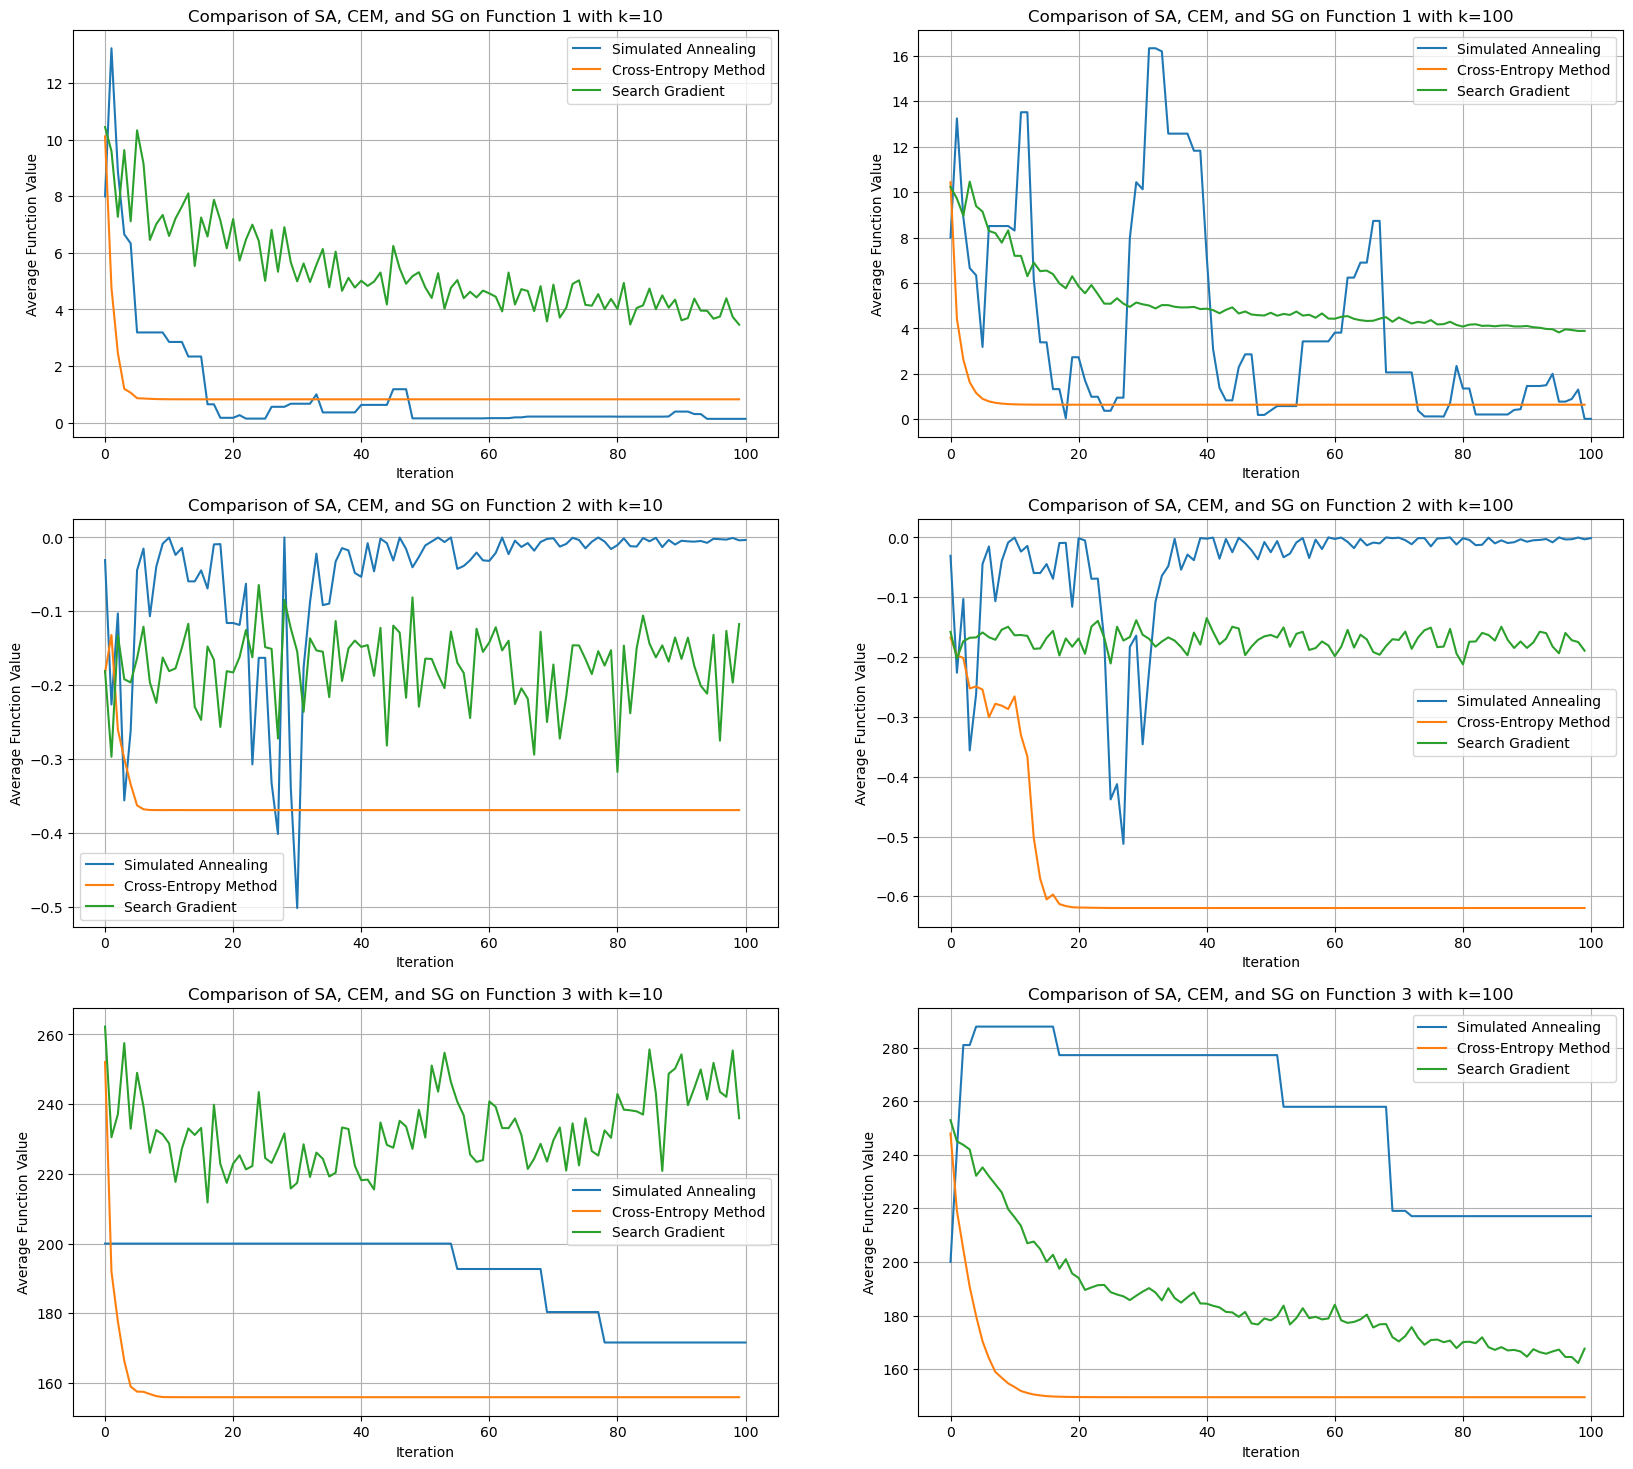 Comparison of SA, CEM, and SG on Function 1 with k=10
Average Function Value
12
10
8
6
4
2
0
Simulated Annealing
Cross-Entropy Method
Search Gradient
0 20 40 60 80 100
Iteration
Comparison of SA, CEM, and SG on Function 1 with k=100
Average Function Value
16
14
12
10
8
6
4
2
0
Simulated Annealing
Cross-Entropy Method
Search Gradient
0 20 40 60 80 100
Iteration
Comparison of SA, CEM, and SG on Function 2 with k=10
Average Function Value
0.0
−0.1
−0.2
−0.3
−0.4
−0.5
Simulated Annealing
Cross-Entropy Method
Search Gradient
0 20 40 60 80 100
Iteration
Comparison of SA, CEM, and SG on Function 2 with k=100
Average Function Value
0.0
−0.1
−0.2
−0.3
−0.4
−0.5
−0.6
Simulated Annealing
Cross-Entropy Method
Search Gradient
0 20 40 60 80 100
Iteration
Comparison of SA, CEM, and SG on Function 3 with k=10
Average Function Value
260
240
220
200
180
160
Simulated Annealing
Cross-Entropy Method
Search Gradient
0 20 40 60 80 100
Iteration
Comparison of SA, CEM, and SG on Function 3 with k=100
Average Function Value
280
260
240
220
200
180
160
Simulated Annealing
Cross-Entropy Method
Search Gradient
0 20 40 60 80 100
Iteration